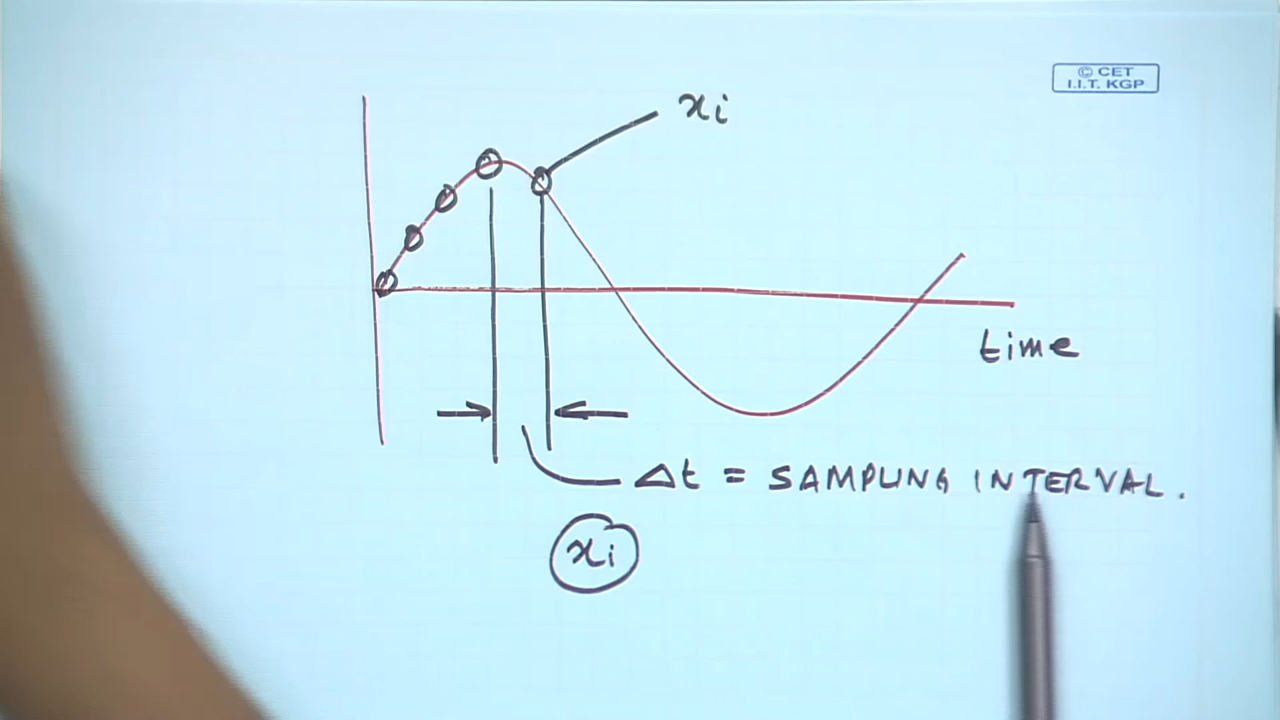 © CET
I.I.T. KGP
xi
time
Δt = SAMPLING INTERVAL.
xi